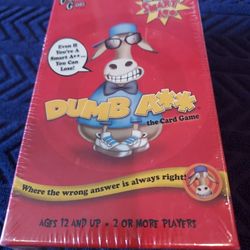 Even If
You're A
Smart A**...
You Can
Lose!
DUMB A**
the Card Game
Where the wrong answer is always right!
AGES 12 AND UP • 2 OR MORE PLAYERS